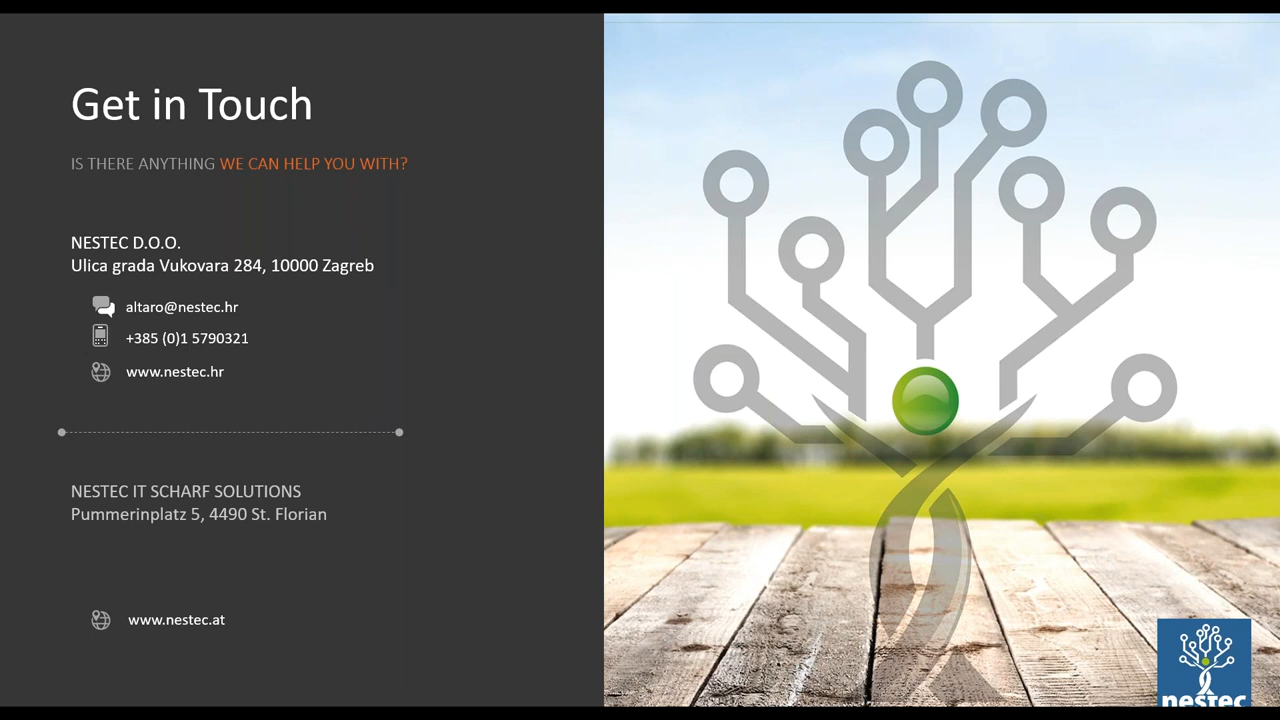 Get in Touch
IS THERE ANYTHING WE CAN HELP YOU WITH?
NESTEC D.O.O.
Ulica grada Vukovara 284, 10000 Zagreb
altaro@nestec.hr
+385 (0)1 5790321
www.nestec.hr
NESTEC IT SCHARF SOLUTIONS
Pummerinplatz 5, 4490 St. Florian
www.nestec.at
nestec